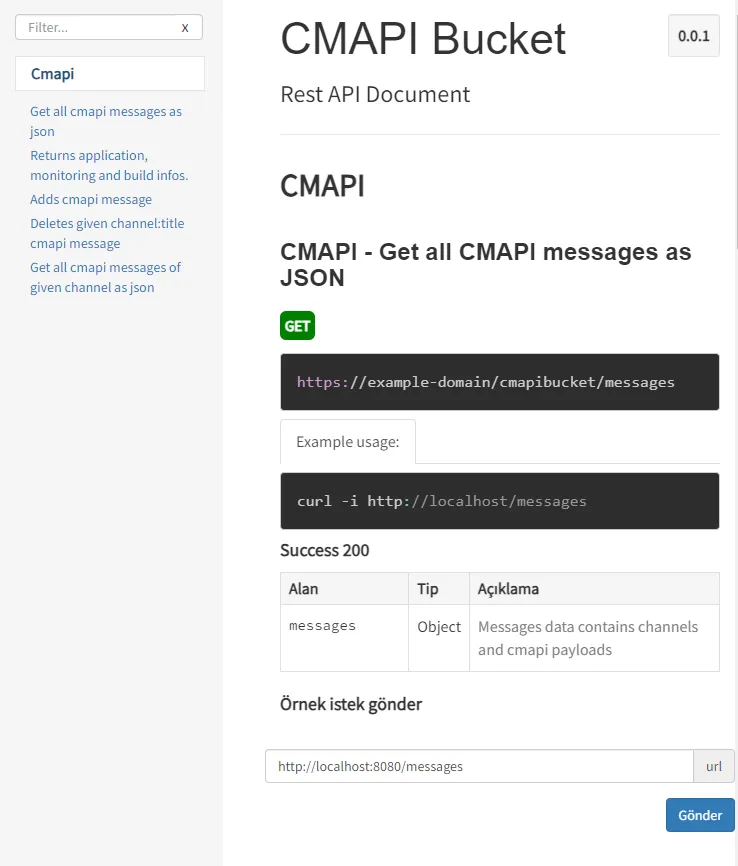 Filter...
X
Cmapi
Get all cmapi messages as
json
Returns application,
monitoring and build infos.
Adds cmapi message
Deletes given channel:title
cmapi message
Get all cmapi messages of
given channel as json
CMAPI Bucket
0.0.1
Rest API Document
CMAPI
CMAPI - Get all CMAPI messages as
JSON
GET
https://example-domain/cmapibucket/messages
Example usage:
curl -i http://localhost/messages
Success 200
Alan Tip Açıklama
messages Object Messages data contains channels
and cmapi payloads
Örnek istek gönder
http://localhost:8080/messages url
Gönder